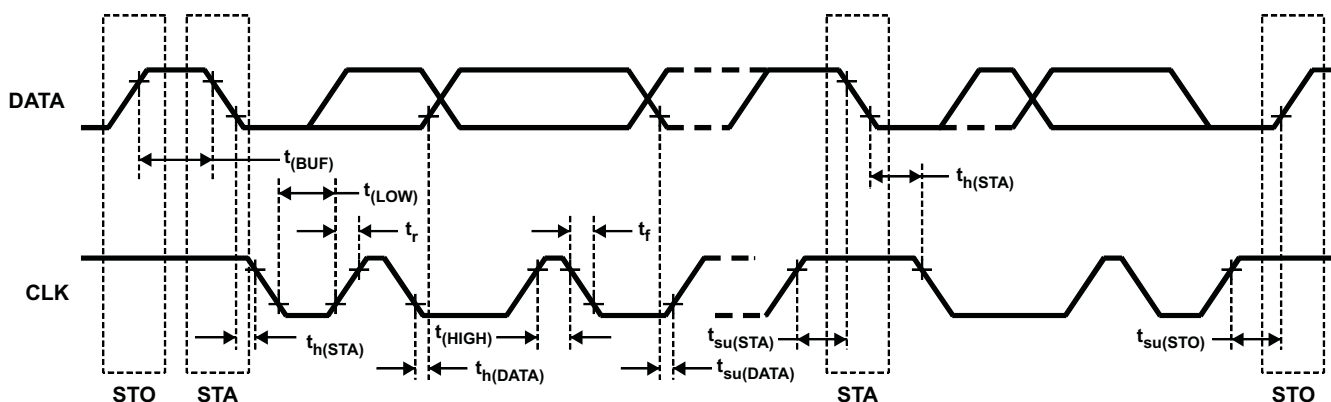 DATA
t(BUF)
t(LOW)
th(STA)
tr
tf
CLK
th(STA)
t(HIGH)
th(DATA)
tsu(DATA)
tsu(STA)
tsu(STO)
STO
STA
STA
STO